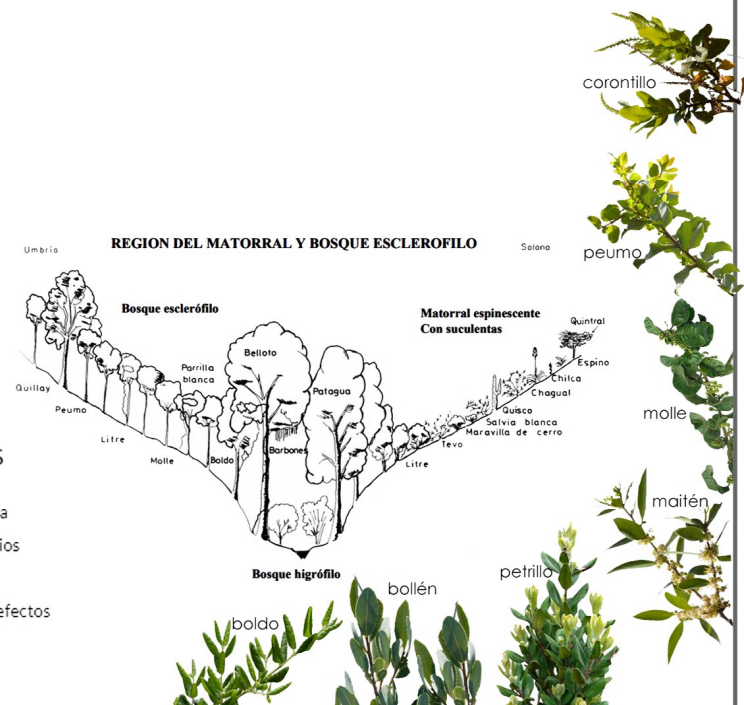 corontillo
REGION DEL MATORRAL Y BOSQUE ESCLEROFILO
Umbría
Solana
peumo
Bosque esclerófilo
Matorral espinescente
Con suculentas
Quintral
Belloto
Parrilla
blanca
Patagua
Espino
Chilca
Chagual
Quillay
Quisco
Peumo
Salvia blanca
molle
Maravilla de cerro
Litre
Tevo
Barbones
Molle
Boldo
Litre
S
maitén
a
ios
Bosque higrófilo
petrillo
bollén
efectos
boldo